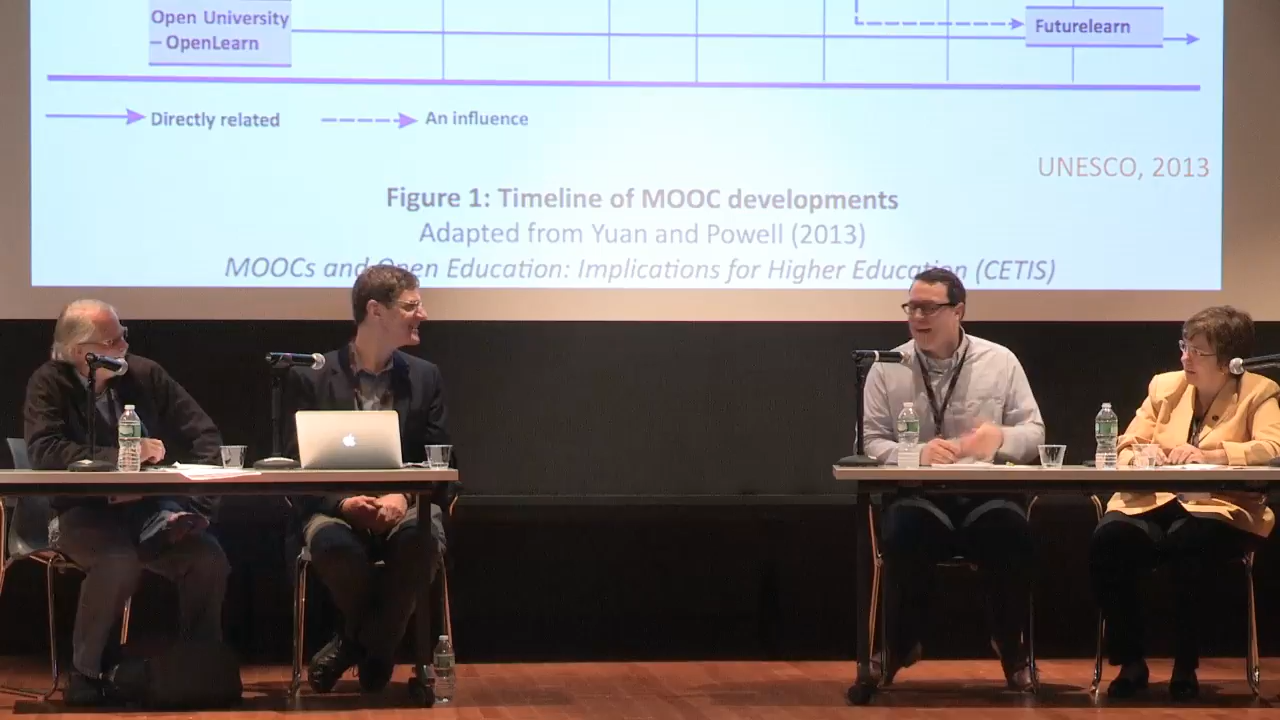 Open University
– OpenLearn
Futurelearn
Directly related
An influence
UNESCO, 2013
Figure 1: Timeline of MOOC developments
Adapted from Yuan and Powell (2013)
MOOCs and Open Education: Implications for Higher Education (CETIS)